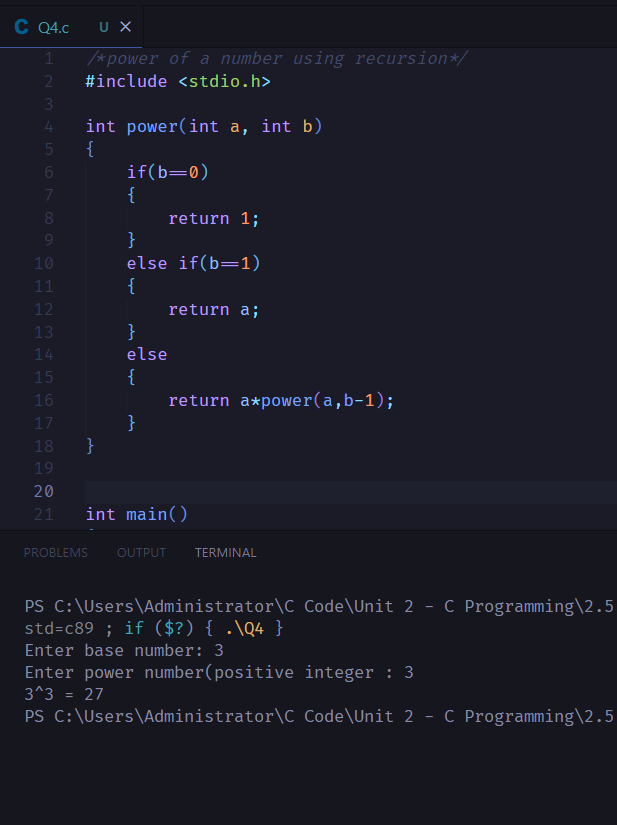 C Q4.c U ×
1 /*power of a number using recursion*/
2 #include <stdio.h>
3
4 int power(int a, int b)
5 {
6 if(b==0)
7 {
8 return 1;
9 }
10 else if(b==1)
11 {
12 return a;
13 }
14 else
15 {
16 return a*power(a,b-1);
17 }
18 }
19
20
21 int main()
PROBLEMS OUTPUT TERMINAL
PS C:\Users\Administrator\C Code\Unit 2 - C Programming\2.5
std=c89 ; if ($?) { .\Q4 }
Enter base number: 3
Enter power number(positive integer : 3
3^3 = 27
PS C:\Users\Administrator\C Code\Unit 2 - C Programming\2.5